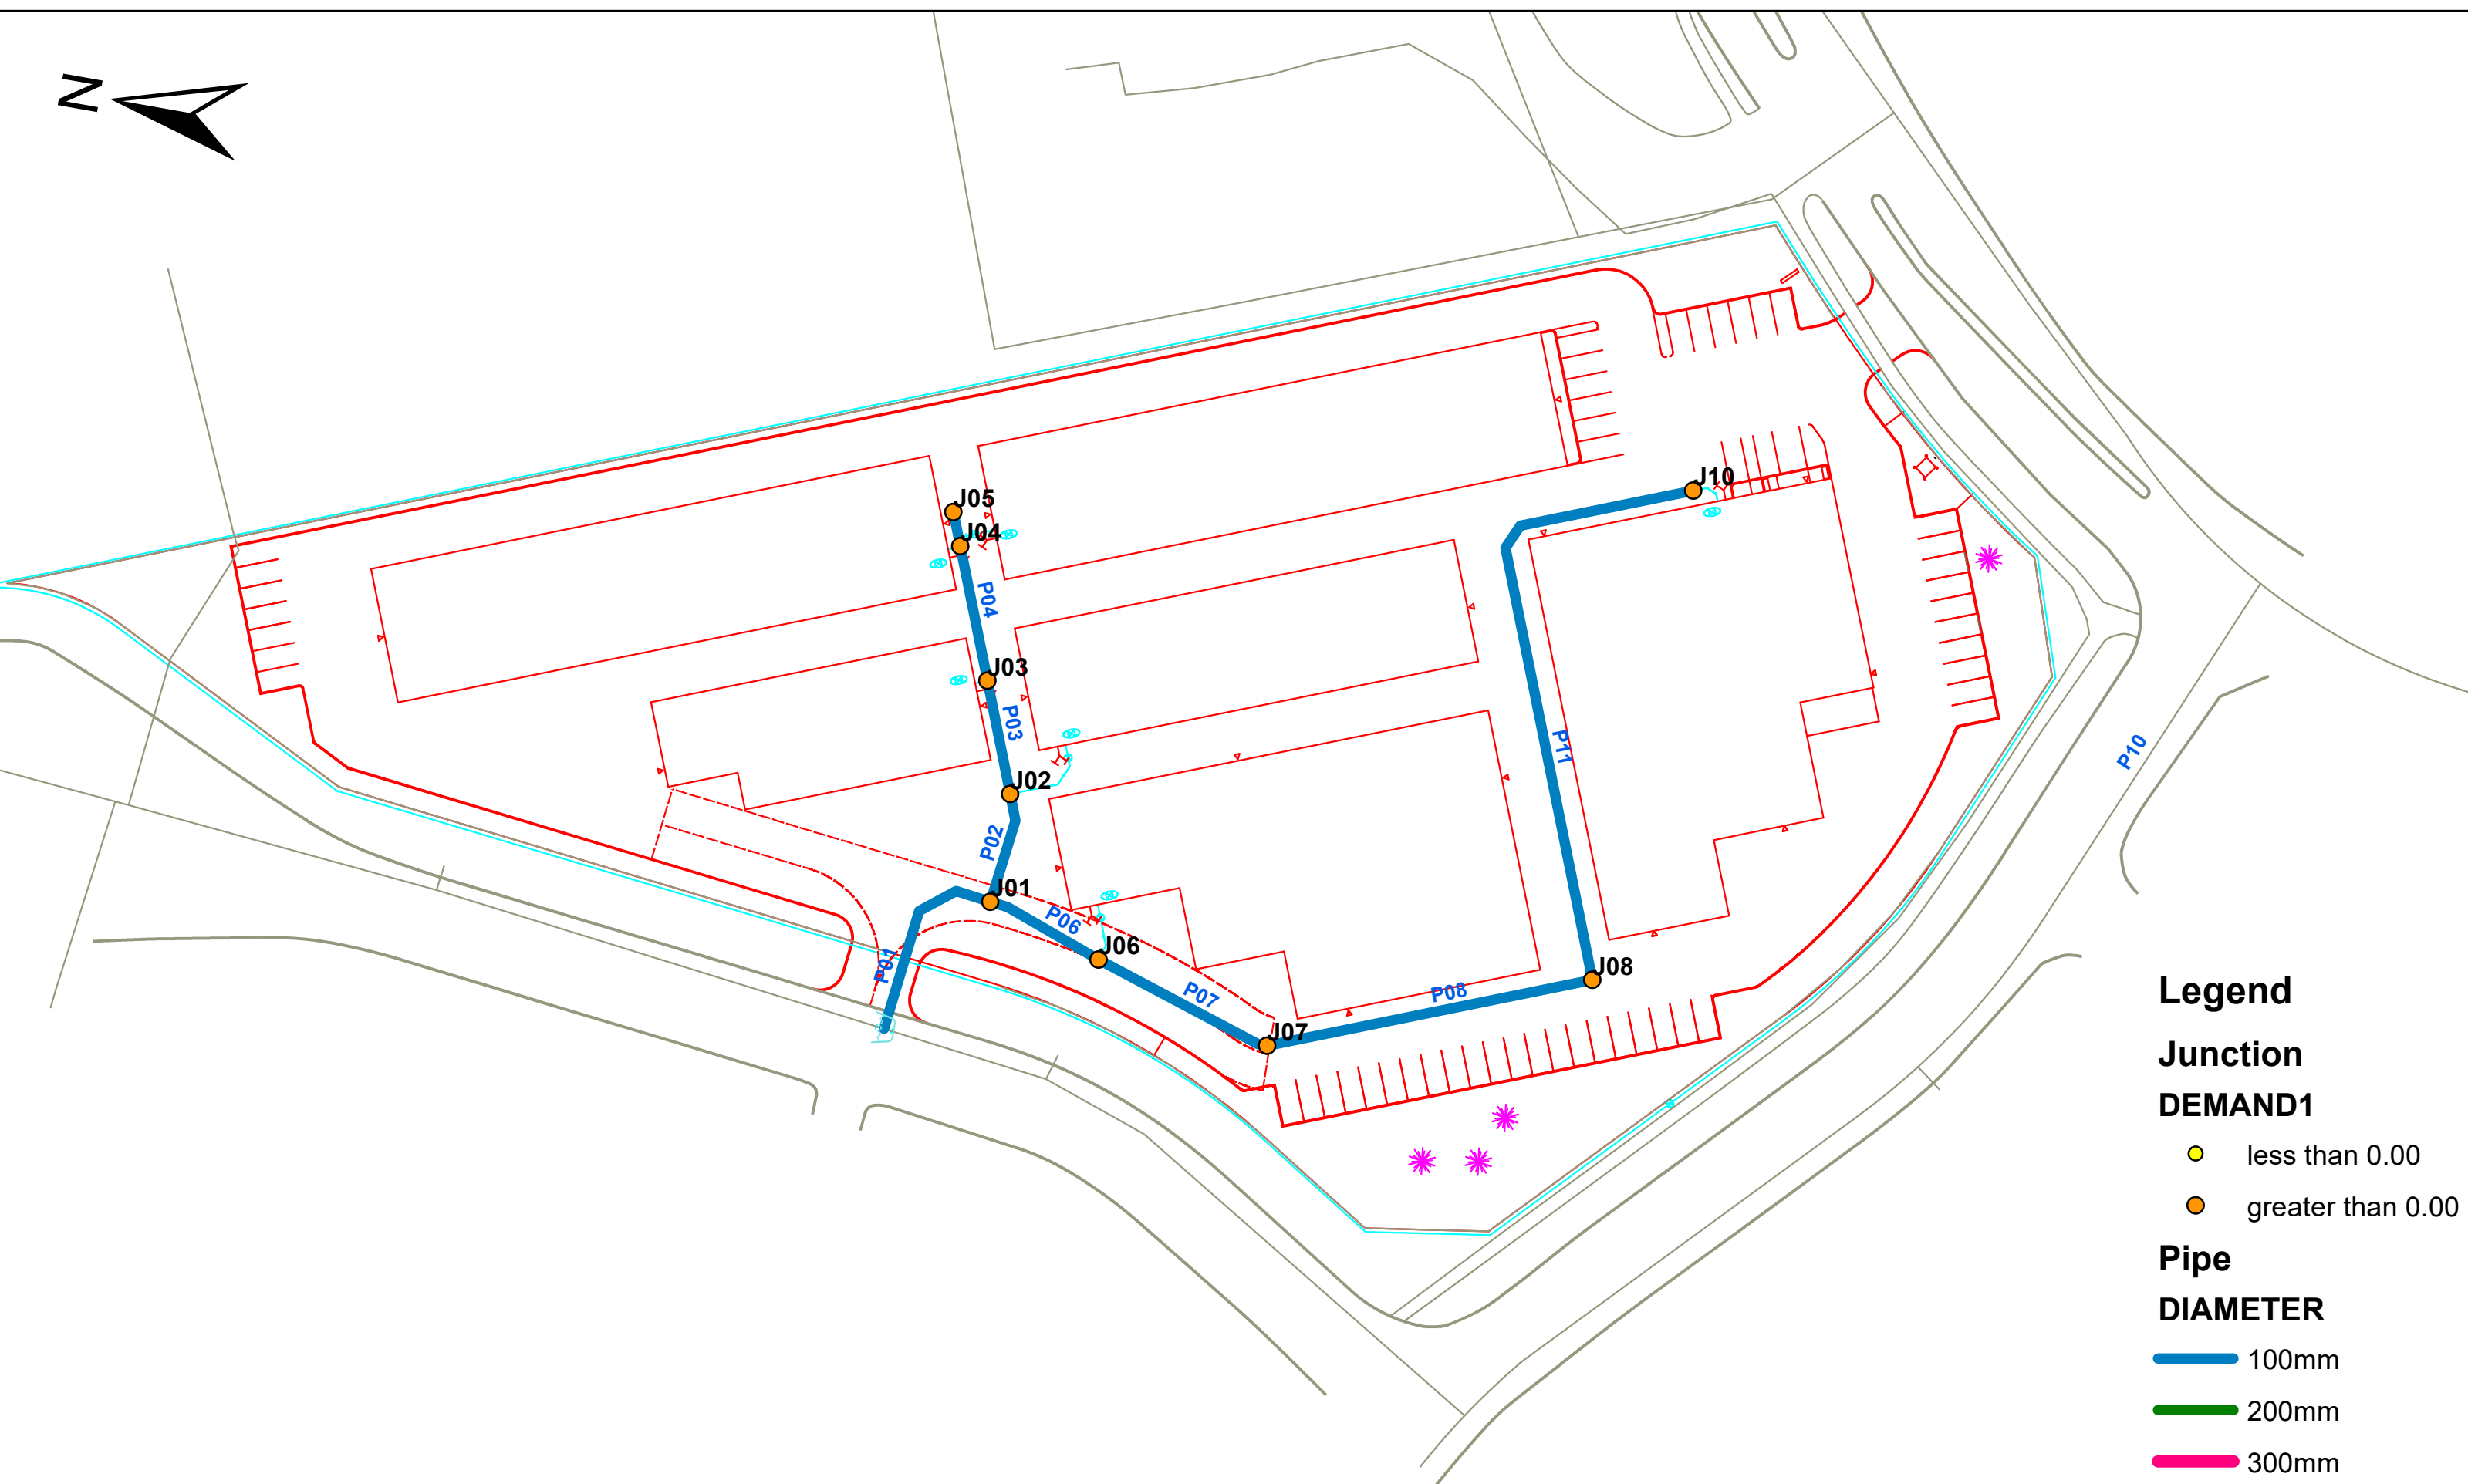 N
J05
J04
J10
P04
J03
P03
P11
P10
J02
P02
J01
P06
J06
P01
P07
J08
P08
J07
Legend
Junction
DEMAND1
less than 0.00
greater than 0.00
Pipe
DIAMETER
100mm
200mm
300mm